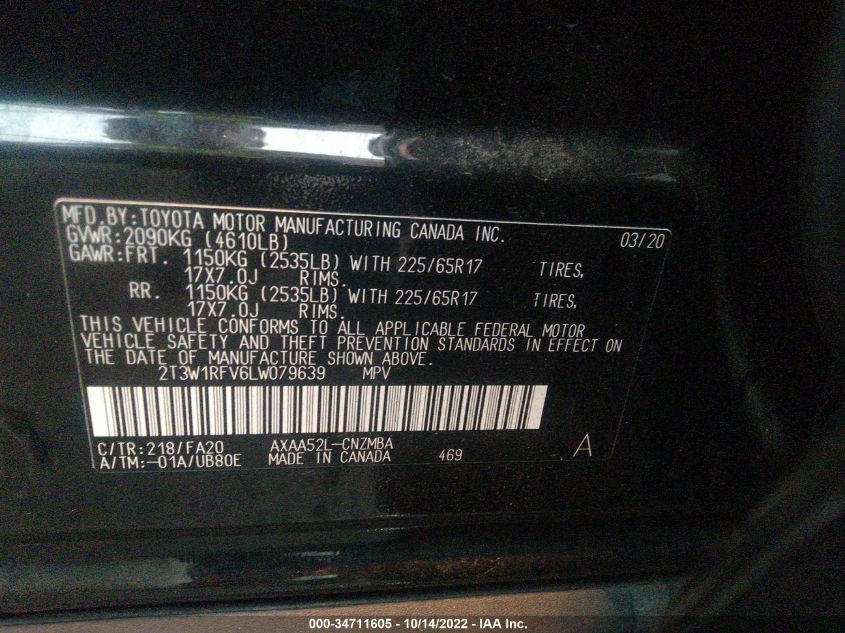 MFD.BY:TOYOTA MOTOR MANUFACTURING CANADA INC. 03/20
GVWR:2090KG (4610LB)
GAWR:FRT. 1150KG (2535LB) WITH 225/65R17 TIRES,
17X7.0J RIMS.
RR. 1150KG (2535LB) WITH 225/65R17 TIRES,
17X7.0J RIMS.
THIS VEHICLE CONFORMS TO ALL APPLICABLE FEDERAL MOTOR
VEHICLE SAFETY AND THEFT PREVENTION STANDARDS IN EFFECT ON
THE DATE OF MANUFACTURE SHOWN ABOVE.
2T3W1RFV6LW079639 MPV
C/TR:218/FA20 AXAA52L-CNZMBA A
A/TM:-01A/UB80E MADE IN CANADA 469
000-34711605 - 10/14/2022 - IAA Inc.